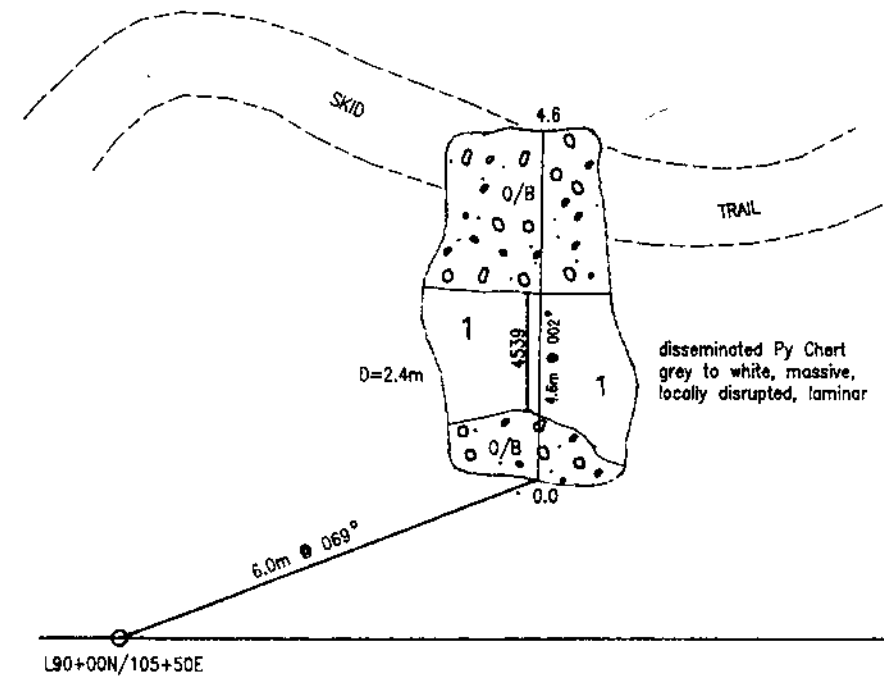 SKID
4.6
O/B
TRAIL
1
4539
4.6m @ 002°
1
D=2.4m
disseminated Py Chert
grey to white, massive,
locally disrupted, laminar
O/B
0.0
6.0m @ 069°
L90+00N/105+50E